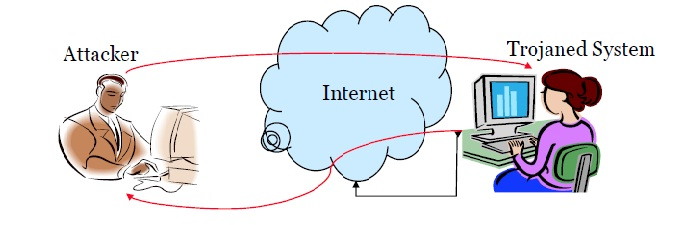 Attacker
Internet
Trojaned System